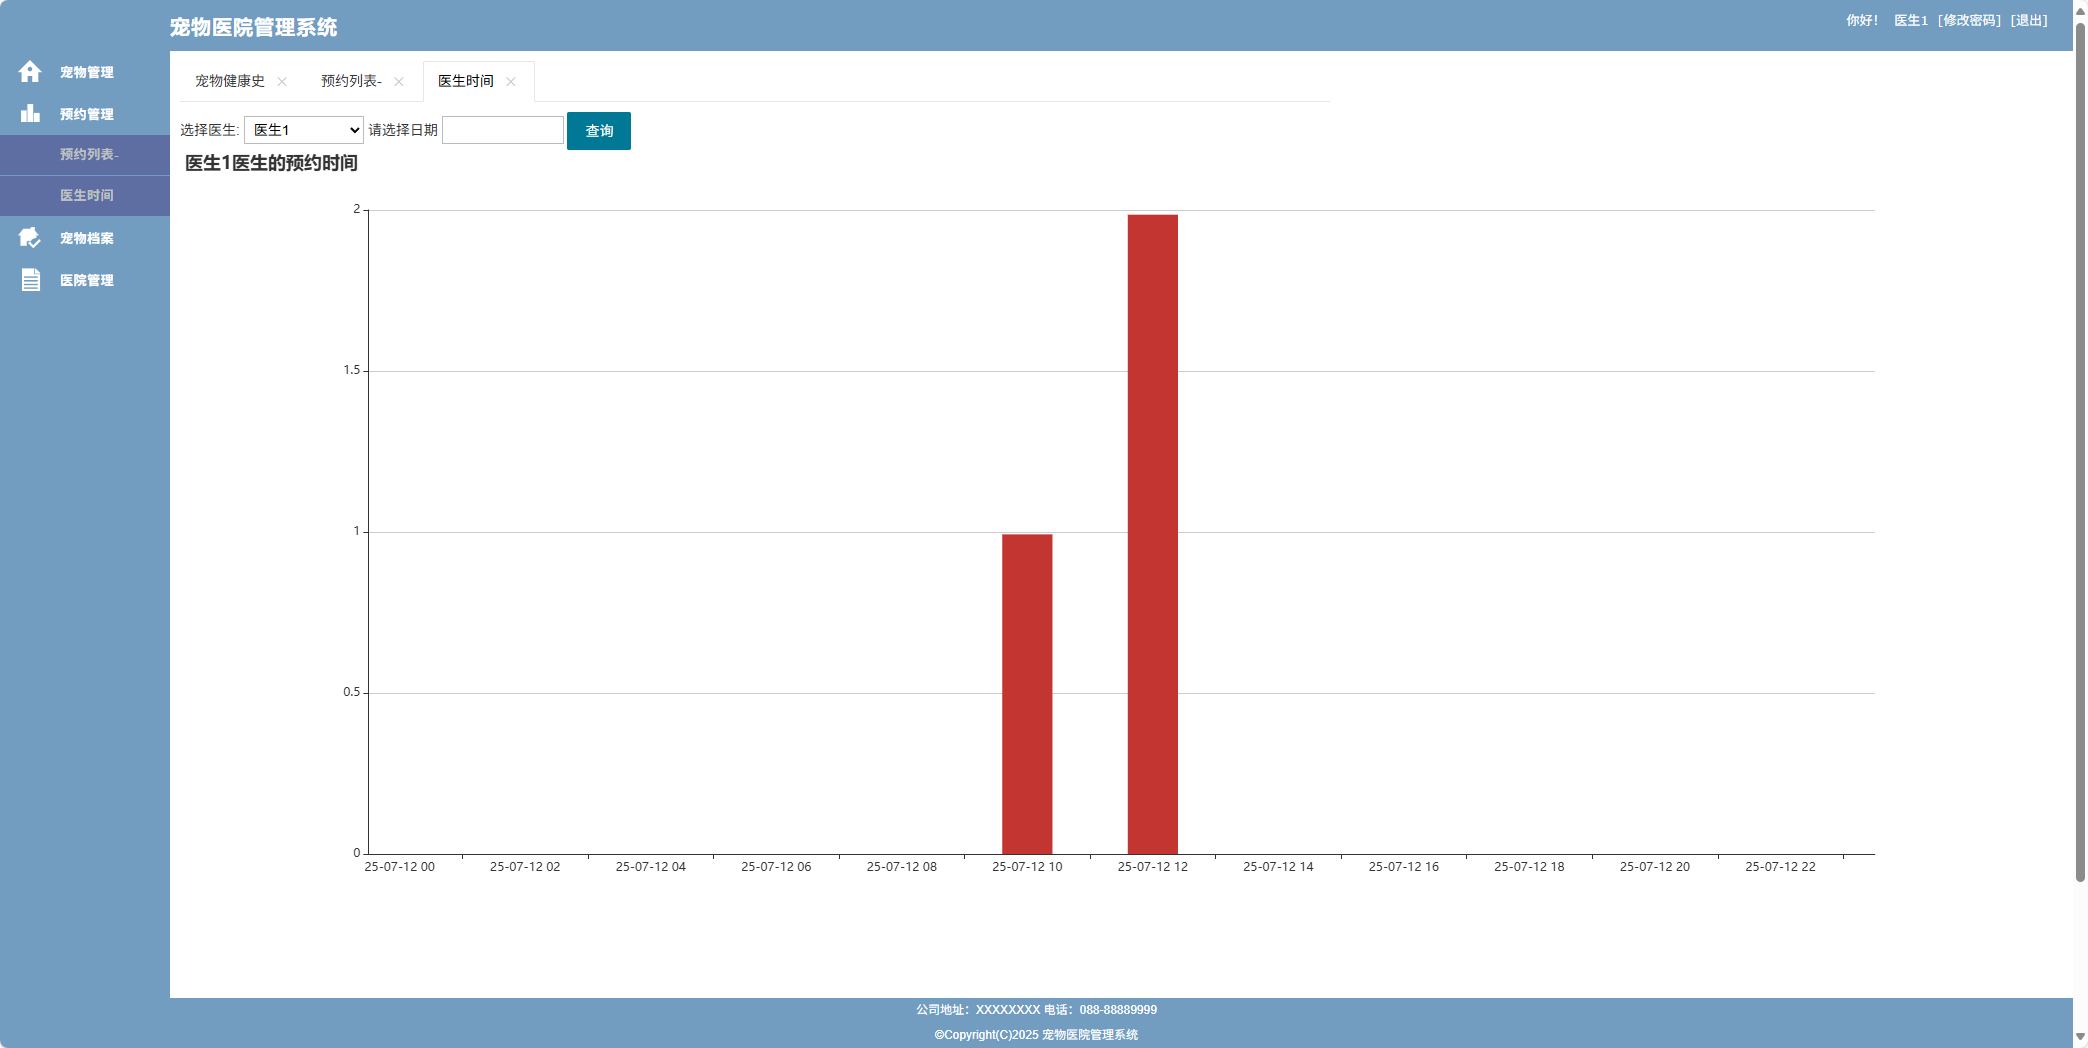 宠物医院管理系统
你好！ 医生1 [修改密码] [退出]
宠物管理
预约管理
预约列表-
医生时间
宠物档案
医院管理
宠物健康史 预约列表- 医生时间
选择医生: 医生1 请选择日期 查询
医生1医生的预约时间
2
1.5
1
0.5
0
25-07-12 00 25-07-12 02 25-07-12 04 25-07-12 06 25-07-12 08 25-07-12 10 25-07-12 12 25-07-12 14 25-07-12 16 25-07-12 18 25-07-12 20 25-07-12 22
公司地址：XXXXXXXX 电话：088-88889999
©Copyright(C)2025 宠物医院管理系统